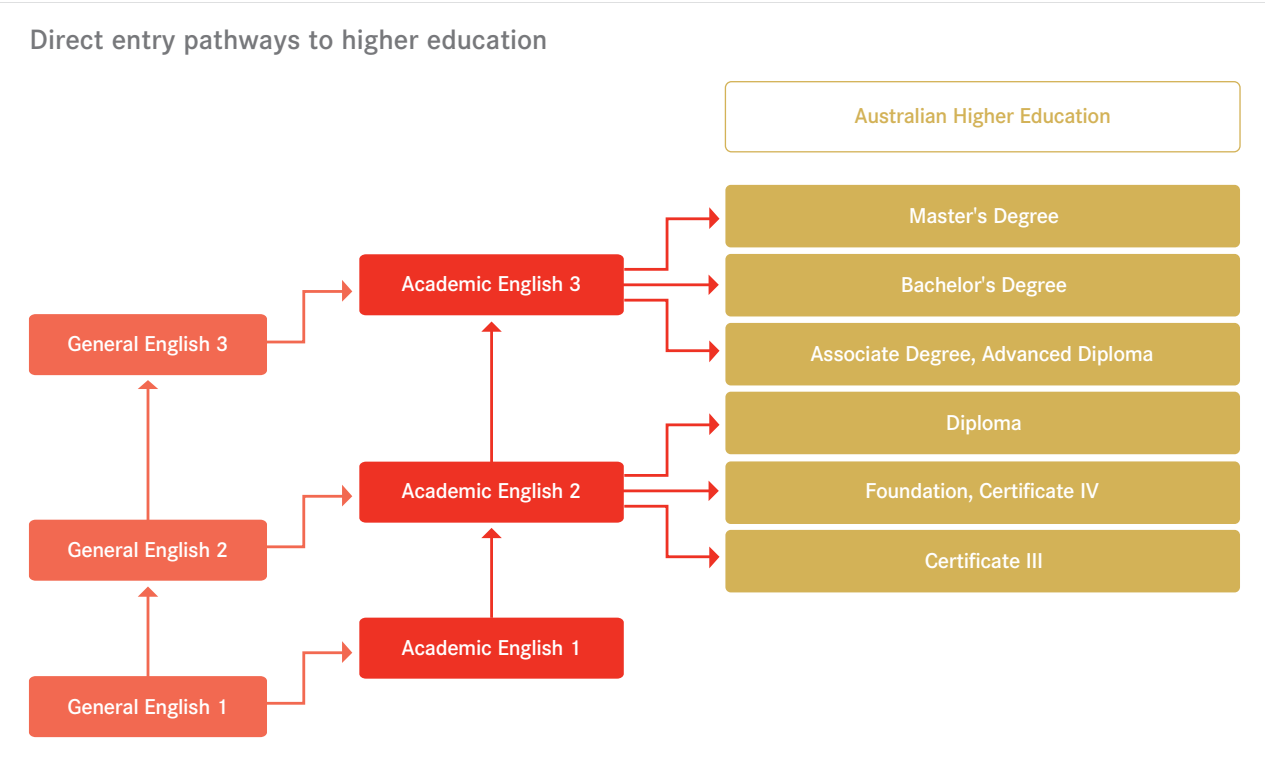 Direct entry pathways to higher education
Australian Higher Education
Master's Degree
Academic English 3
Bachelor's Degree
General English 3
Associate Degree, Advanced Diploma
Diploma
Academic English 2
Foundation, Certificate IV
General English 2
Certificate III
Academic English 1
General English 1